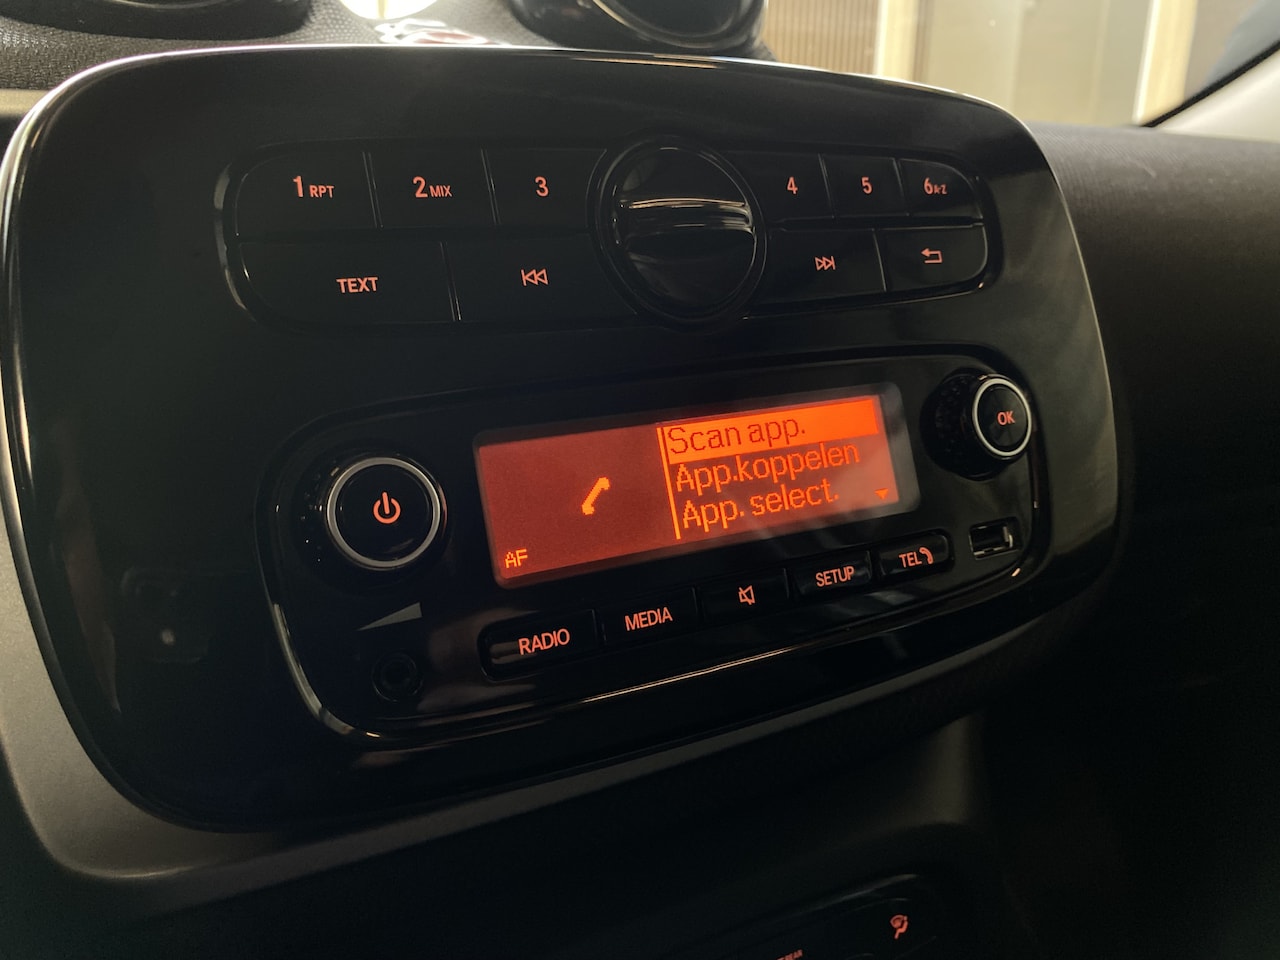 1 RPT
2 MIX
3
4
5
6 A-Z
TEXT
OK
Scan app.
App.koppelen
App. select.
AF
RADIO
MEDIA
SETUP
TEL
REAR